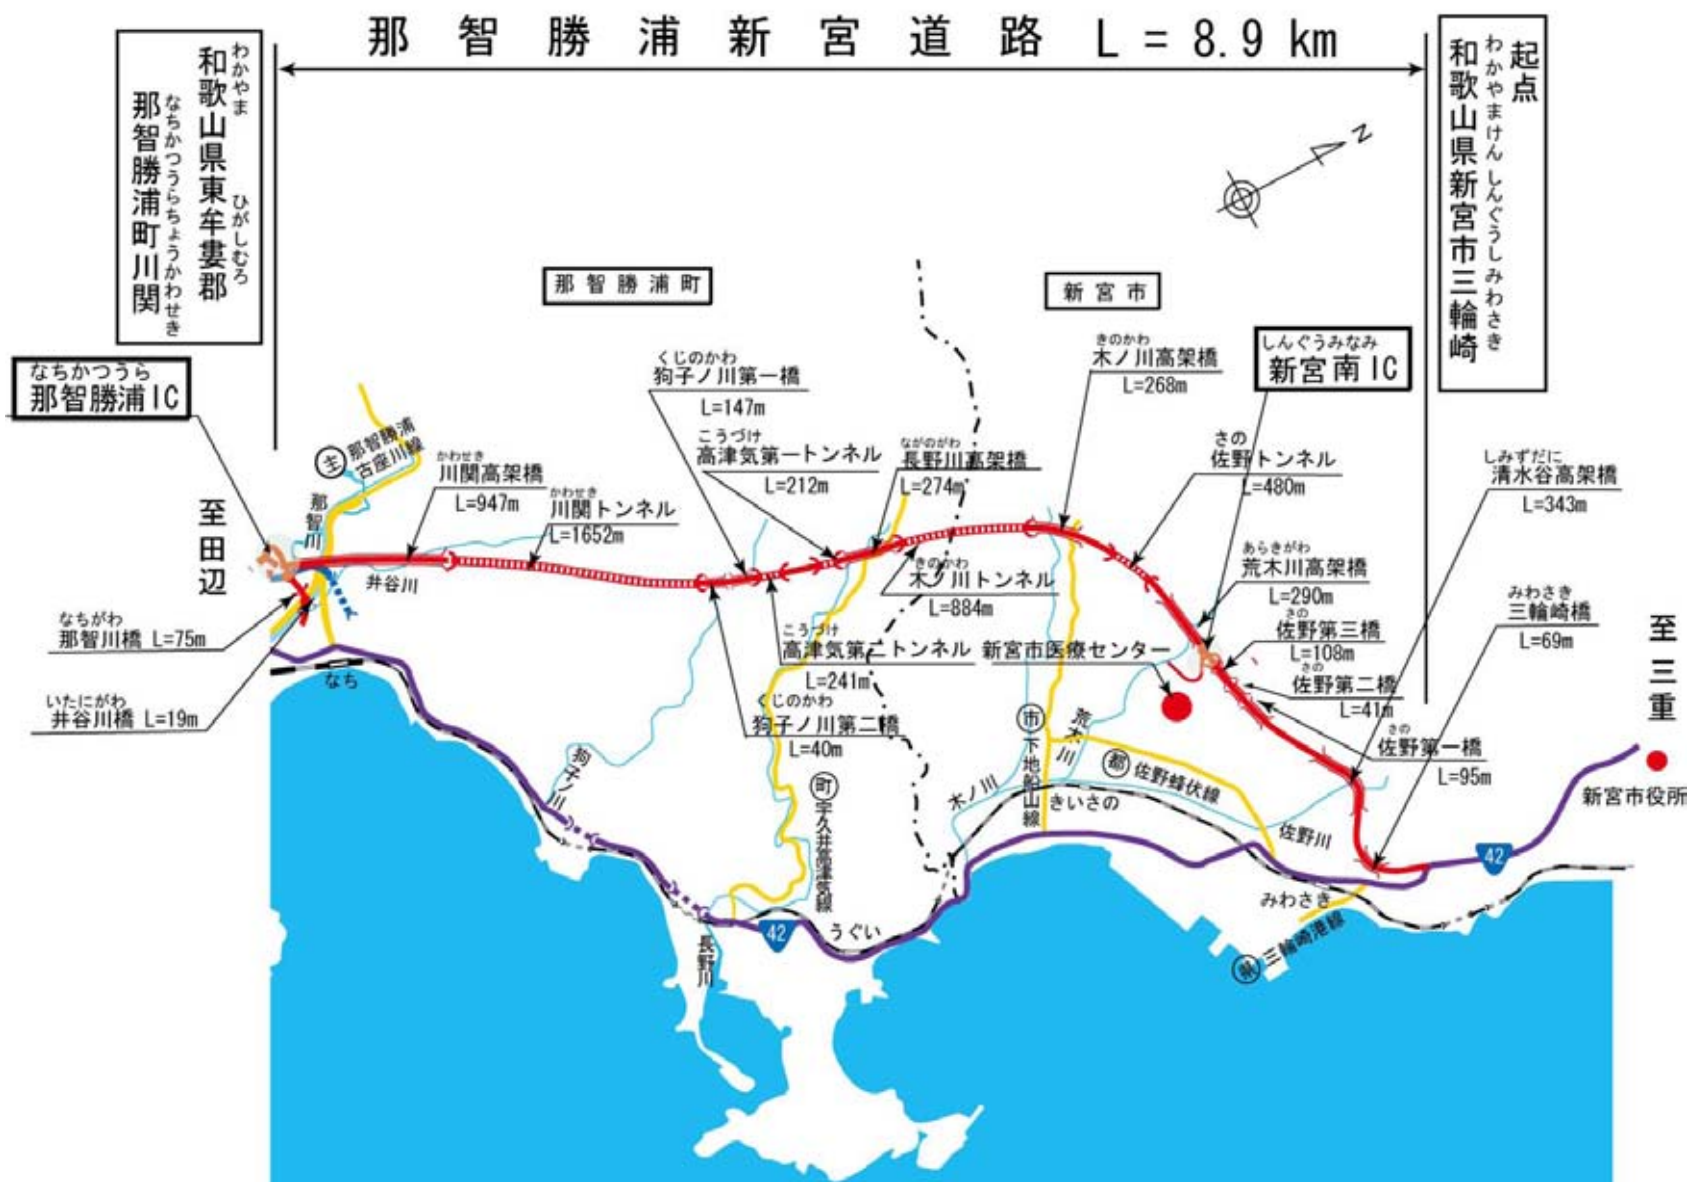 那智勝浦新宮道路 L=8.9km
わかやま ひがしむろ
和歌山県東牟婁郡
なちかつうらちょうかわせき
那智勝浦町川関
起点
わかやまけんしんぐうしみわさき
和歌山県新宮市三輪崎
N
那智勝浦町
新宮市
なちかつうら
那智勝浦IC
しんぐうみなみ
新宮南IC
くじのかわ
狗子ノ川第一橋
L=147m
きのかわ
木ノ川高架橋
L=268m
主 那智勝浦
古座川線
那智川
かわせき
川関高架橋
L=947m
かわせき
川関トンネル
L=1652m
こうづけ
高津気第一トンネル
L=212m
ながのがわ
長野川高架橋
L=274m
さの
佐野トンネル
L=480m
しみずだに
清水谷高架橋
L=343m
至田辺
井谷川
きのかわ
木ノ川トンネル
L=884m
あらきがわ
荒木川高架橋
L=290m
みわさき
三輪崎橋
L=69m
なちがわ
那智川橋 L=75m
こうづけ
高津気第二トンネル
L=241m
新宮市医療センター
さの
佐野第三橋
L=108m
さの
佐野第二橋
L=41m
至三重
なち
いたにがわ
井谷川橋 L=19m
くじのかわ
狗子ノ川第二橋
L=40m
さの
佐野第一橋
L=95m
狗子ノ川
町 宇久井高津気線
木ノ川
市 下地船山線
荒木川
都 佐野蜂伏線
きいさの
佐野川
新宮市役所
42
みわさき
県 三輪崎港線
長野川
42
うぐい